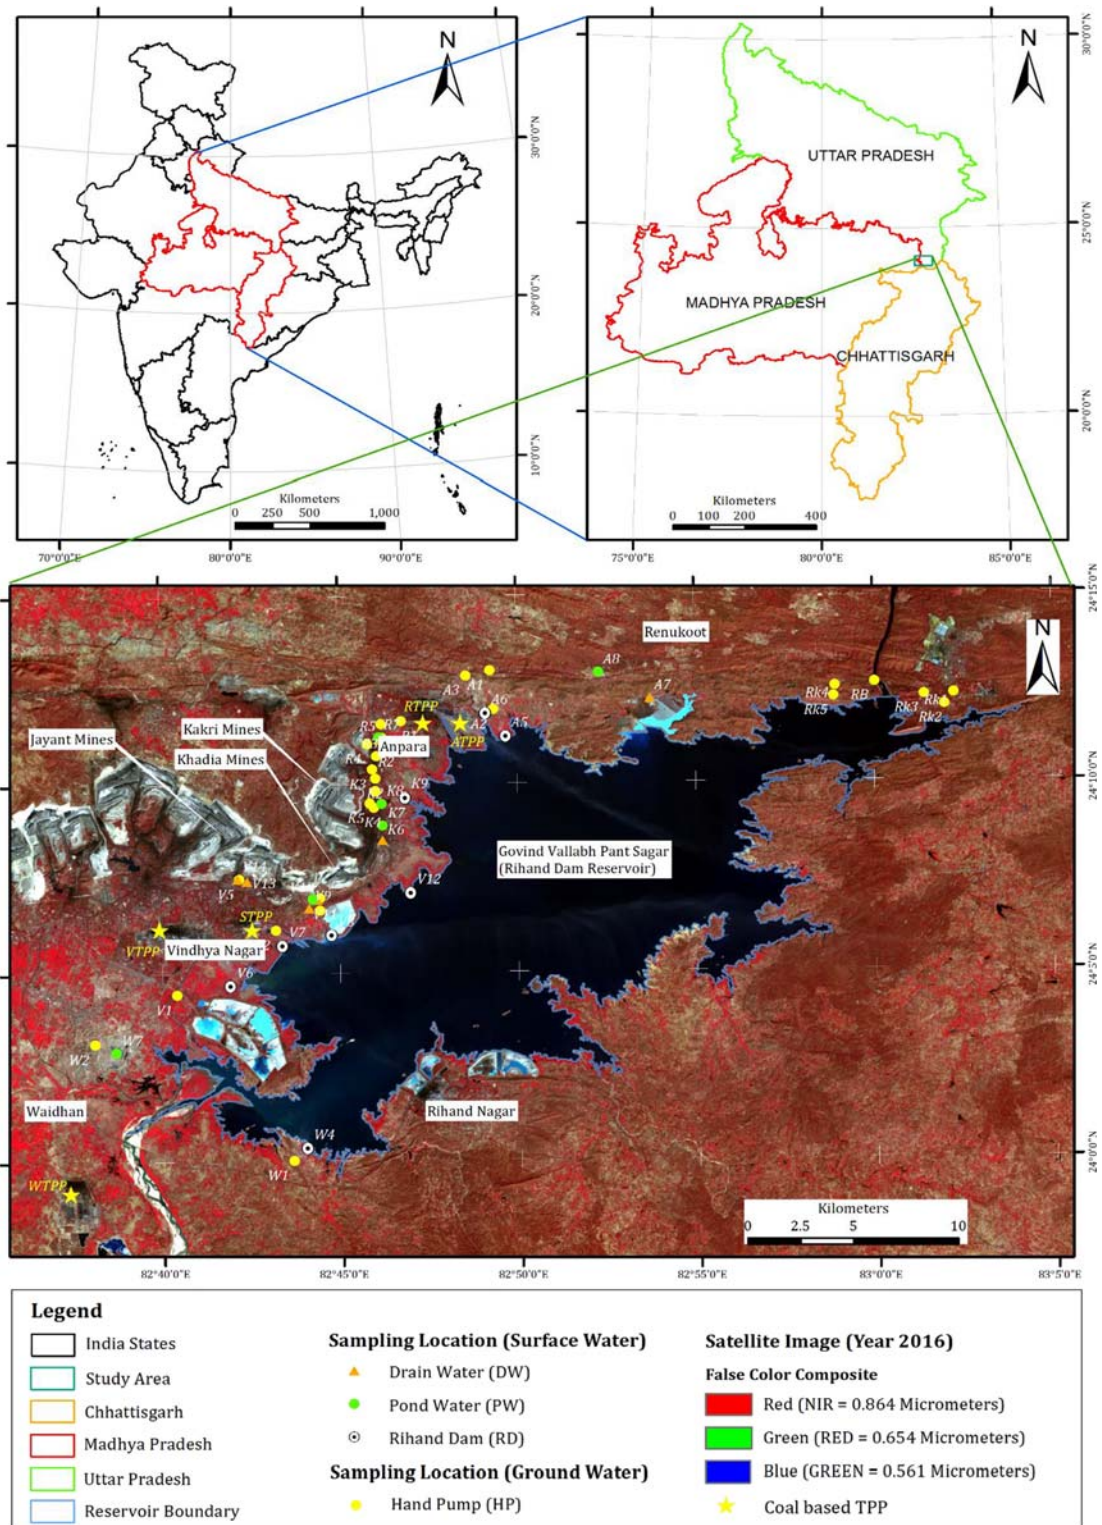 N
N
30°0'0"N
20°0'0"N
10°0'0"N
Kilometers
0 250 500 1,000
70°0'0"E
80°0'0"E
90°0'0"E
UTTAR PRADESH
MADHYA PRADESH
CHHATTISGARH
30°0'0"N
25°0'0"N
20°0'0"N
Kilometers
0 100 200 400
75°0'0"E
80°0'0"E
85°0'0"E
24°15'0"N
Renukoot
N
A8
A3
A1
A7
A6
Rk4
RB
Rk5
Rk3
Rk2
RTPP
A2
A5
ATPP
R5
Kakri Mines
Anpara
Jayant Mines
Khadia Mines
R2
24°10'0"N
K3
K8
K9
K5
K4
K7
K6
Govind Vallabh Pant Sagar
(Rihand Dam Reservoir)
V5
V13
V12
STPP
V7
VTPP
Vindhya Nagar
V6
24°5'0"N
V1
W2
W7
Waidhan
Rihand Nagar
W4
W1
24°0'0"N
WTPP
Kilometers
0 2.5 5 10
82°40'0"E
82°45'0"E
82°50'0"E
82°55'0"E
83°0'0"E
83°5'0"E
Legend
India States
Study Area
Chhattisgarh
Madhya Pradesh
Uttar Pradesh
Reservoir Boundary
Sampling Location (Surface Water)
Drain Water (DW)
Pond Water (PW)
Rihand Dam (RD)
Sampling Location (Ground Water)
Hand Pump (HP)
Satellite Image (Year 2016)
False Color Composite
Red (NIR = 0.864 Micrometers)
Green (RED = 0.654 Micrometers)
Blue (GREEN = 0.561 Micrometers)
Coal based TPP